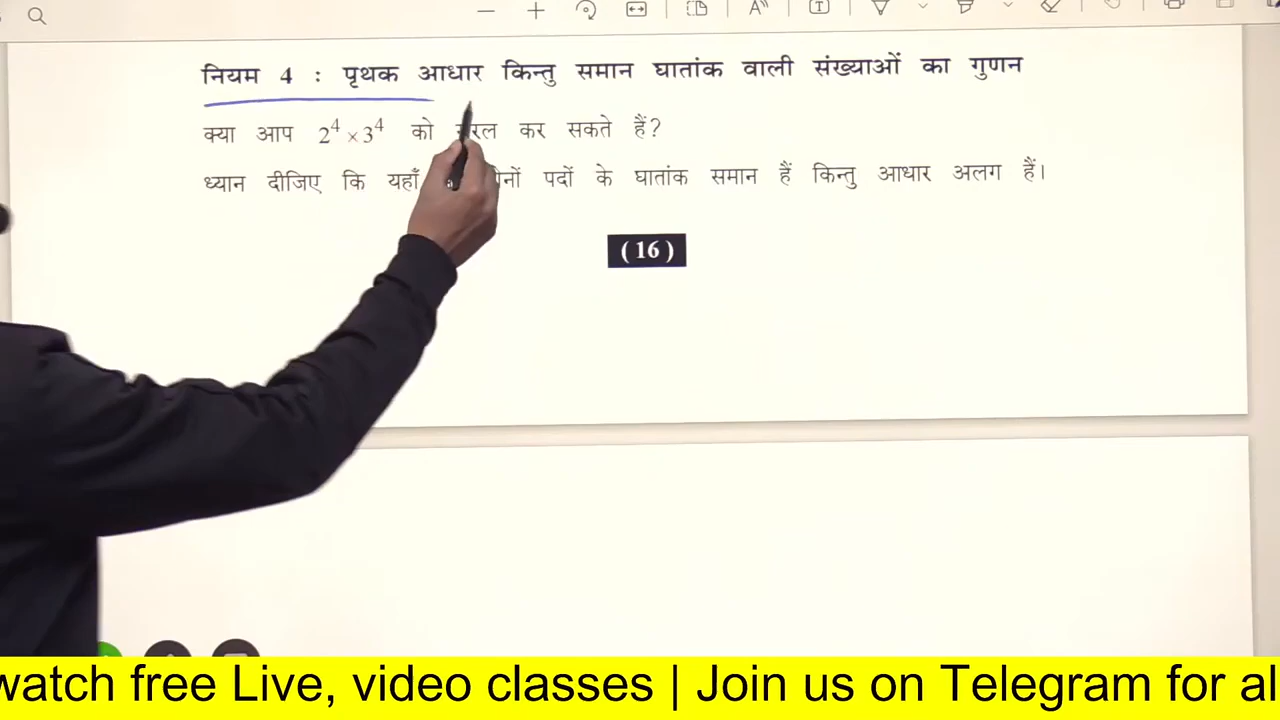 नियम 4 : पृथक आधार किन्तु समान घातांक वाली संख्याओं का गुणन
क्या आप 2⁴ × 3⁴ को सरल कर सकते हैं?
ध्यान दीजिए कि यहाँ दोनों पदों के घातांक समान हैं किन्तु आधार अलग हैं।
( 16 )
watch free Live, video classes | Join us on Telegram for al